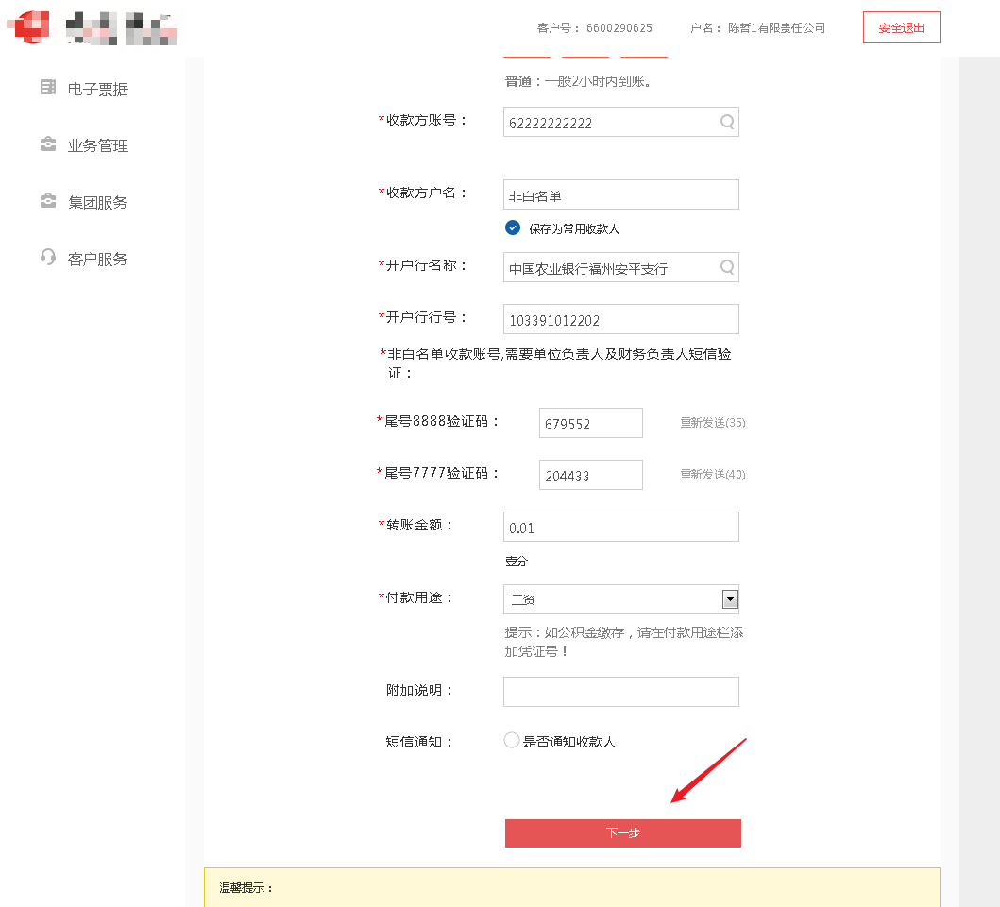 客户号： 6600290625 户名： 陈哲1有限责任公司 安全退出
普通：一般2小时内到账。
电子票据
*收款方账号： 62222222222
业务管理
*收款方户名： 非白名单
集团服务
保存为常用收款人
客户服务
*开户行名称： 中国农业银行福州安平支行
*开户行行号： 103391012202
*非白名单收款账号,需要单位负责人及财务负责人短信验
证：
*尾号8888验证码： 679552 重新发送(35)
*尾号7777验证码： 204433 重新发送(40)
*转账金额： 0.01
壹分
*付款用途： 工资
提示：如公积金缴存，请在付款用途栏添
加凭证号！
附加说明：
短信通知： 是否通知收款人
下一步
温馨提示：